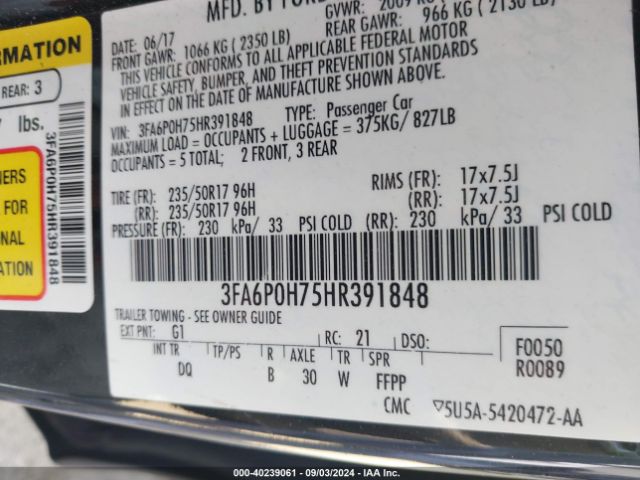 MFD. BY FORD
GVWR: 2009 KG
DATE: 06/17
FRONT GAWR: 1066 KG ( 2350 LB)
REAR GAWR: 966 KG ( 2130 LB)
THIS VEHICLE CONFORMS TO ALL APPLICABLE FEDERAL MOTOR
VEHICLE SAFETY, BUMPER, AND THEFT PREVENTION STANDARDS
IN EFFECT ON THE DATE OF MANUFACTURE SHOWN ABOVE.
VIN: 3FA6P0H75HR391848
TYPE: Passenger Car
MAXIMUM LOAD = OCCUPANTS + LUGGAGE = 375KG/ 827LB
OCCUPANTS = 5 TOTAL; 2 FRONT, 3 REAR
TIRE (FR): 235/50R17 96H
RIMS (FR): 17x7.5J
(RR): 235/50R17 96H
(RR): 17x7.5J
PRESSURE (FR): 230 kPa/ 33 PSI COLD (RR): 230 kPa/ 33 PSI COLD
3FA6P0H75HR391848
TRAILER TOWING - SEE OWNER GUIDE
EXT PNT: G1
RC: 21
DSO:
F0050
R0089
INT TR
TP/PS
R
AXLE
TR
SPR
DQ
B
30
W
FFPP
CMC
5U5A-5420472-AA
FORMATION
REAR: 3
lbs.
3FA6P0H75HR391848
FOR
000-40239061 - 09/03/2024 - IAA Inc.